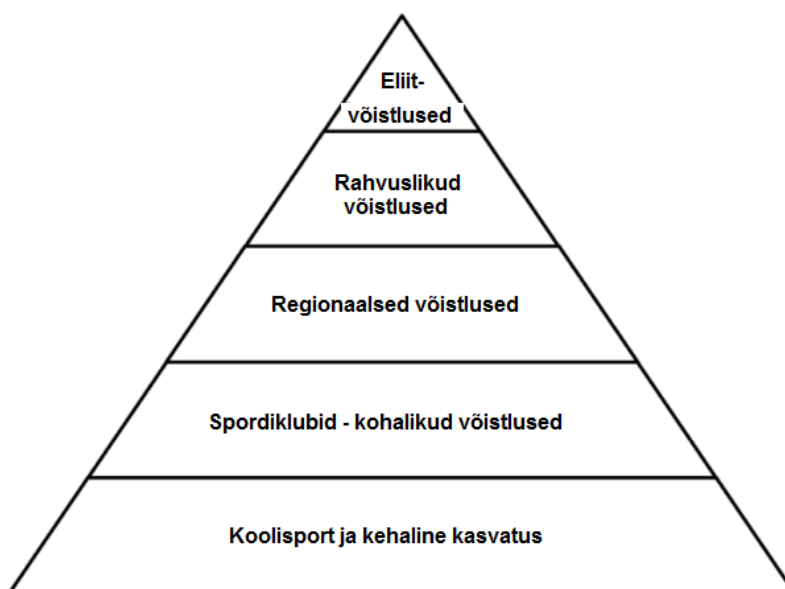 Eliit-
võistlused
Rahvuslikud
võistlused
Regionaalsed võistlused
Spordiklubid - kohalikud võistlused
Koolisport ja kehaline kasvatus